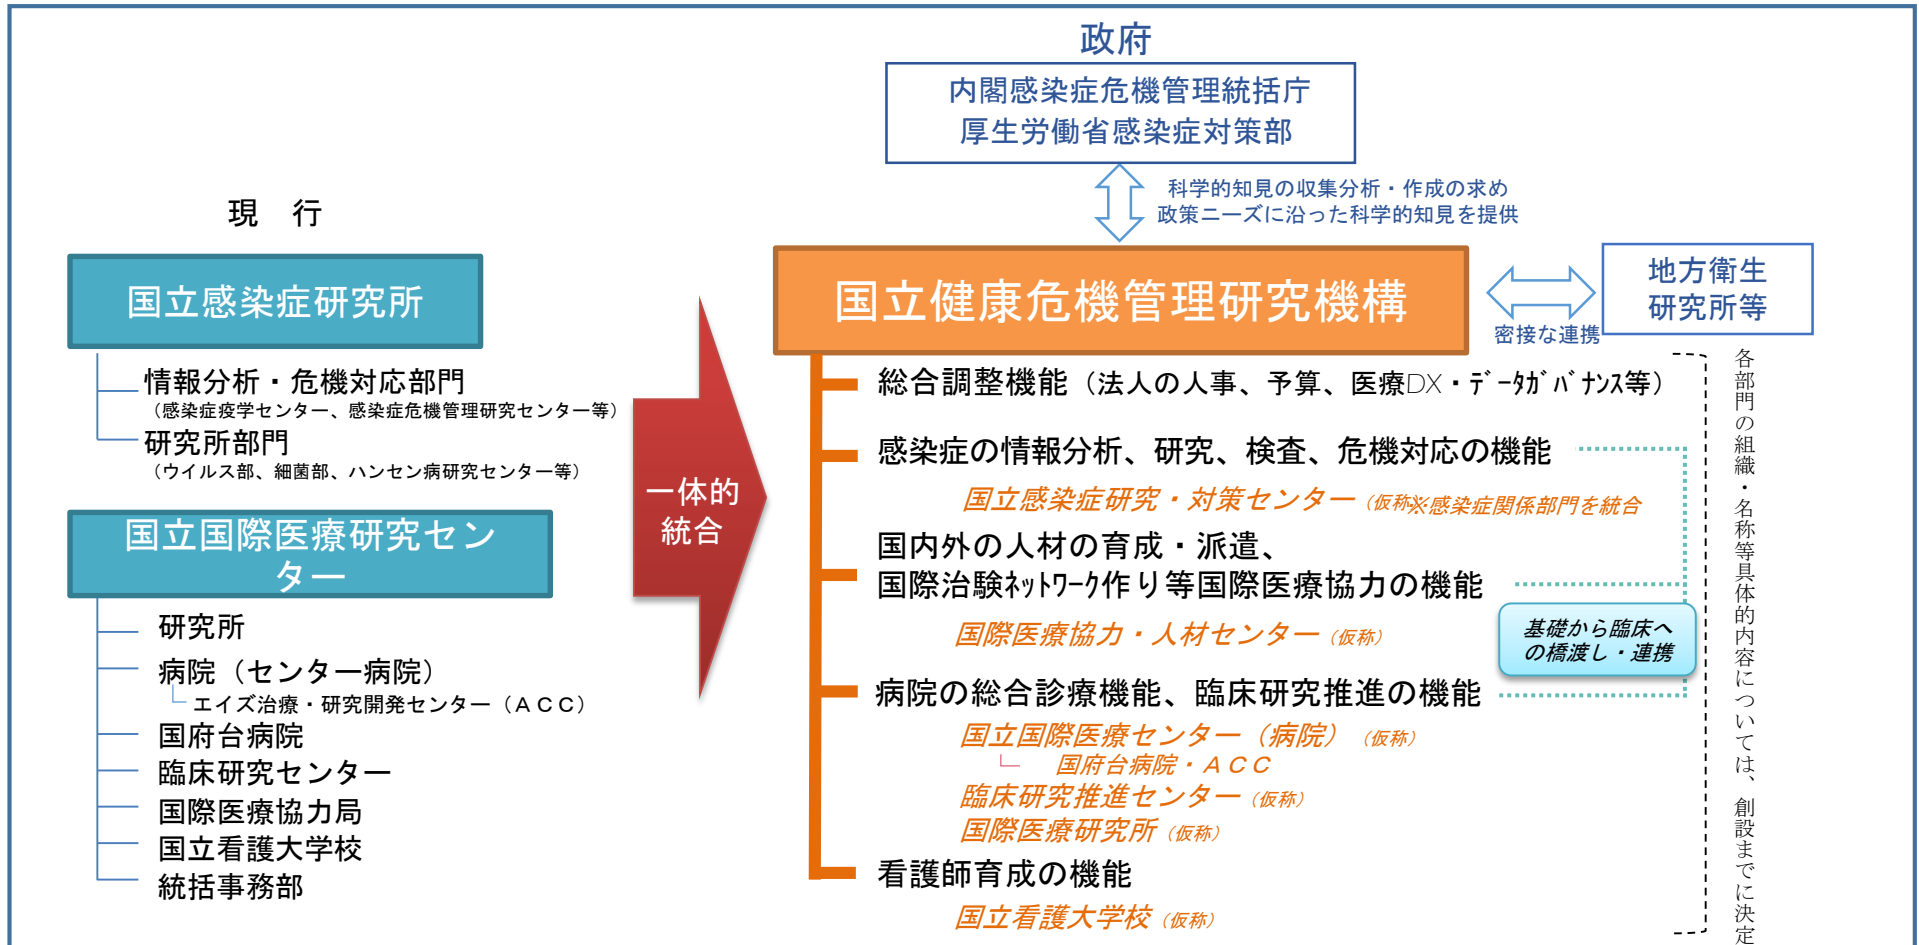 政府
内閣感染症危機管理統括庁
厚生労働省感染症対策部
科学的知見の収集分析・作成の求め
政策ニーズに沿った科学的知見を提供
現　行
国立感染症研究所
情報分析・危機対応部門
（感染症疫学センター、感染症危機管理研究センター等）
研究所部門
（ウイルス部、細菌部、ハンセン病研究センター等）
国立国際医療研究セン
ター
研究所
病院（センター病院）
エイズ治療・研究開発センター（ＡＣＣ）
国府台病院
臨床研究センター
国際医療協力局
国立看護大学校
統括事務部
一体的
統合
国立健康危機管理研究機構
密接な連携
地方衛生
研究所等
総合調整機能（法人の人事、予算、医療DX・ﾃﾞｰﾀｶﾞﾊﾞﾅﾝｽ等）
感染症の情報分析、研究、検査、危機対応の機能
国立感染症研究・対策センター（仮称※感染症関係部門を統合
国内外の人材の育成・派遣、
国際治験ﾈｯﾄﾜｰｸ作り等国際医療協力の機能
国際医療協力・人材センター（仮称）
基礎から臨床へ
の橋渡し・連携
病院の総合診療機能、臨床研究推進の機能
国立国際医療センター（病院）（仮称）
国府台病院・ＡＣＣ
臨床研究推進センター（仮称）
国際医療研究所（仮称）
看護師育成の機能
国立看護大学校（仮称）
各部門の組織・名称等具体的内容については、創設までに決定